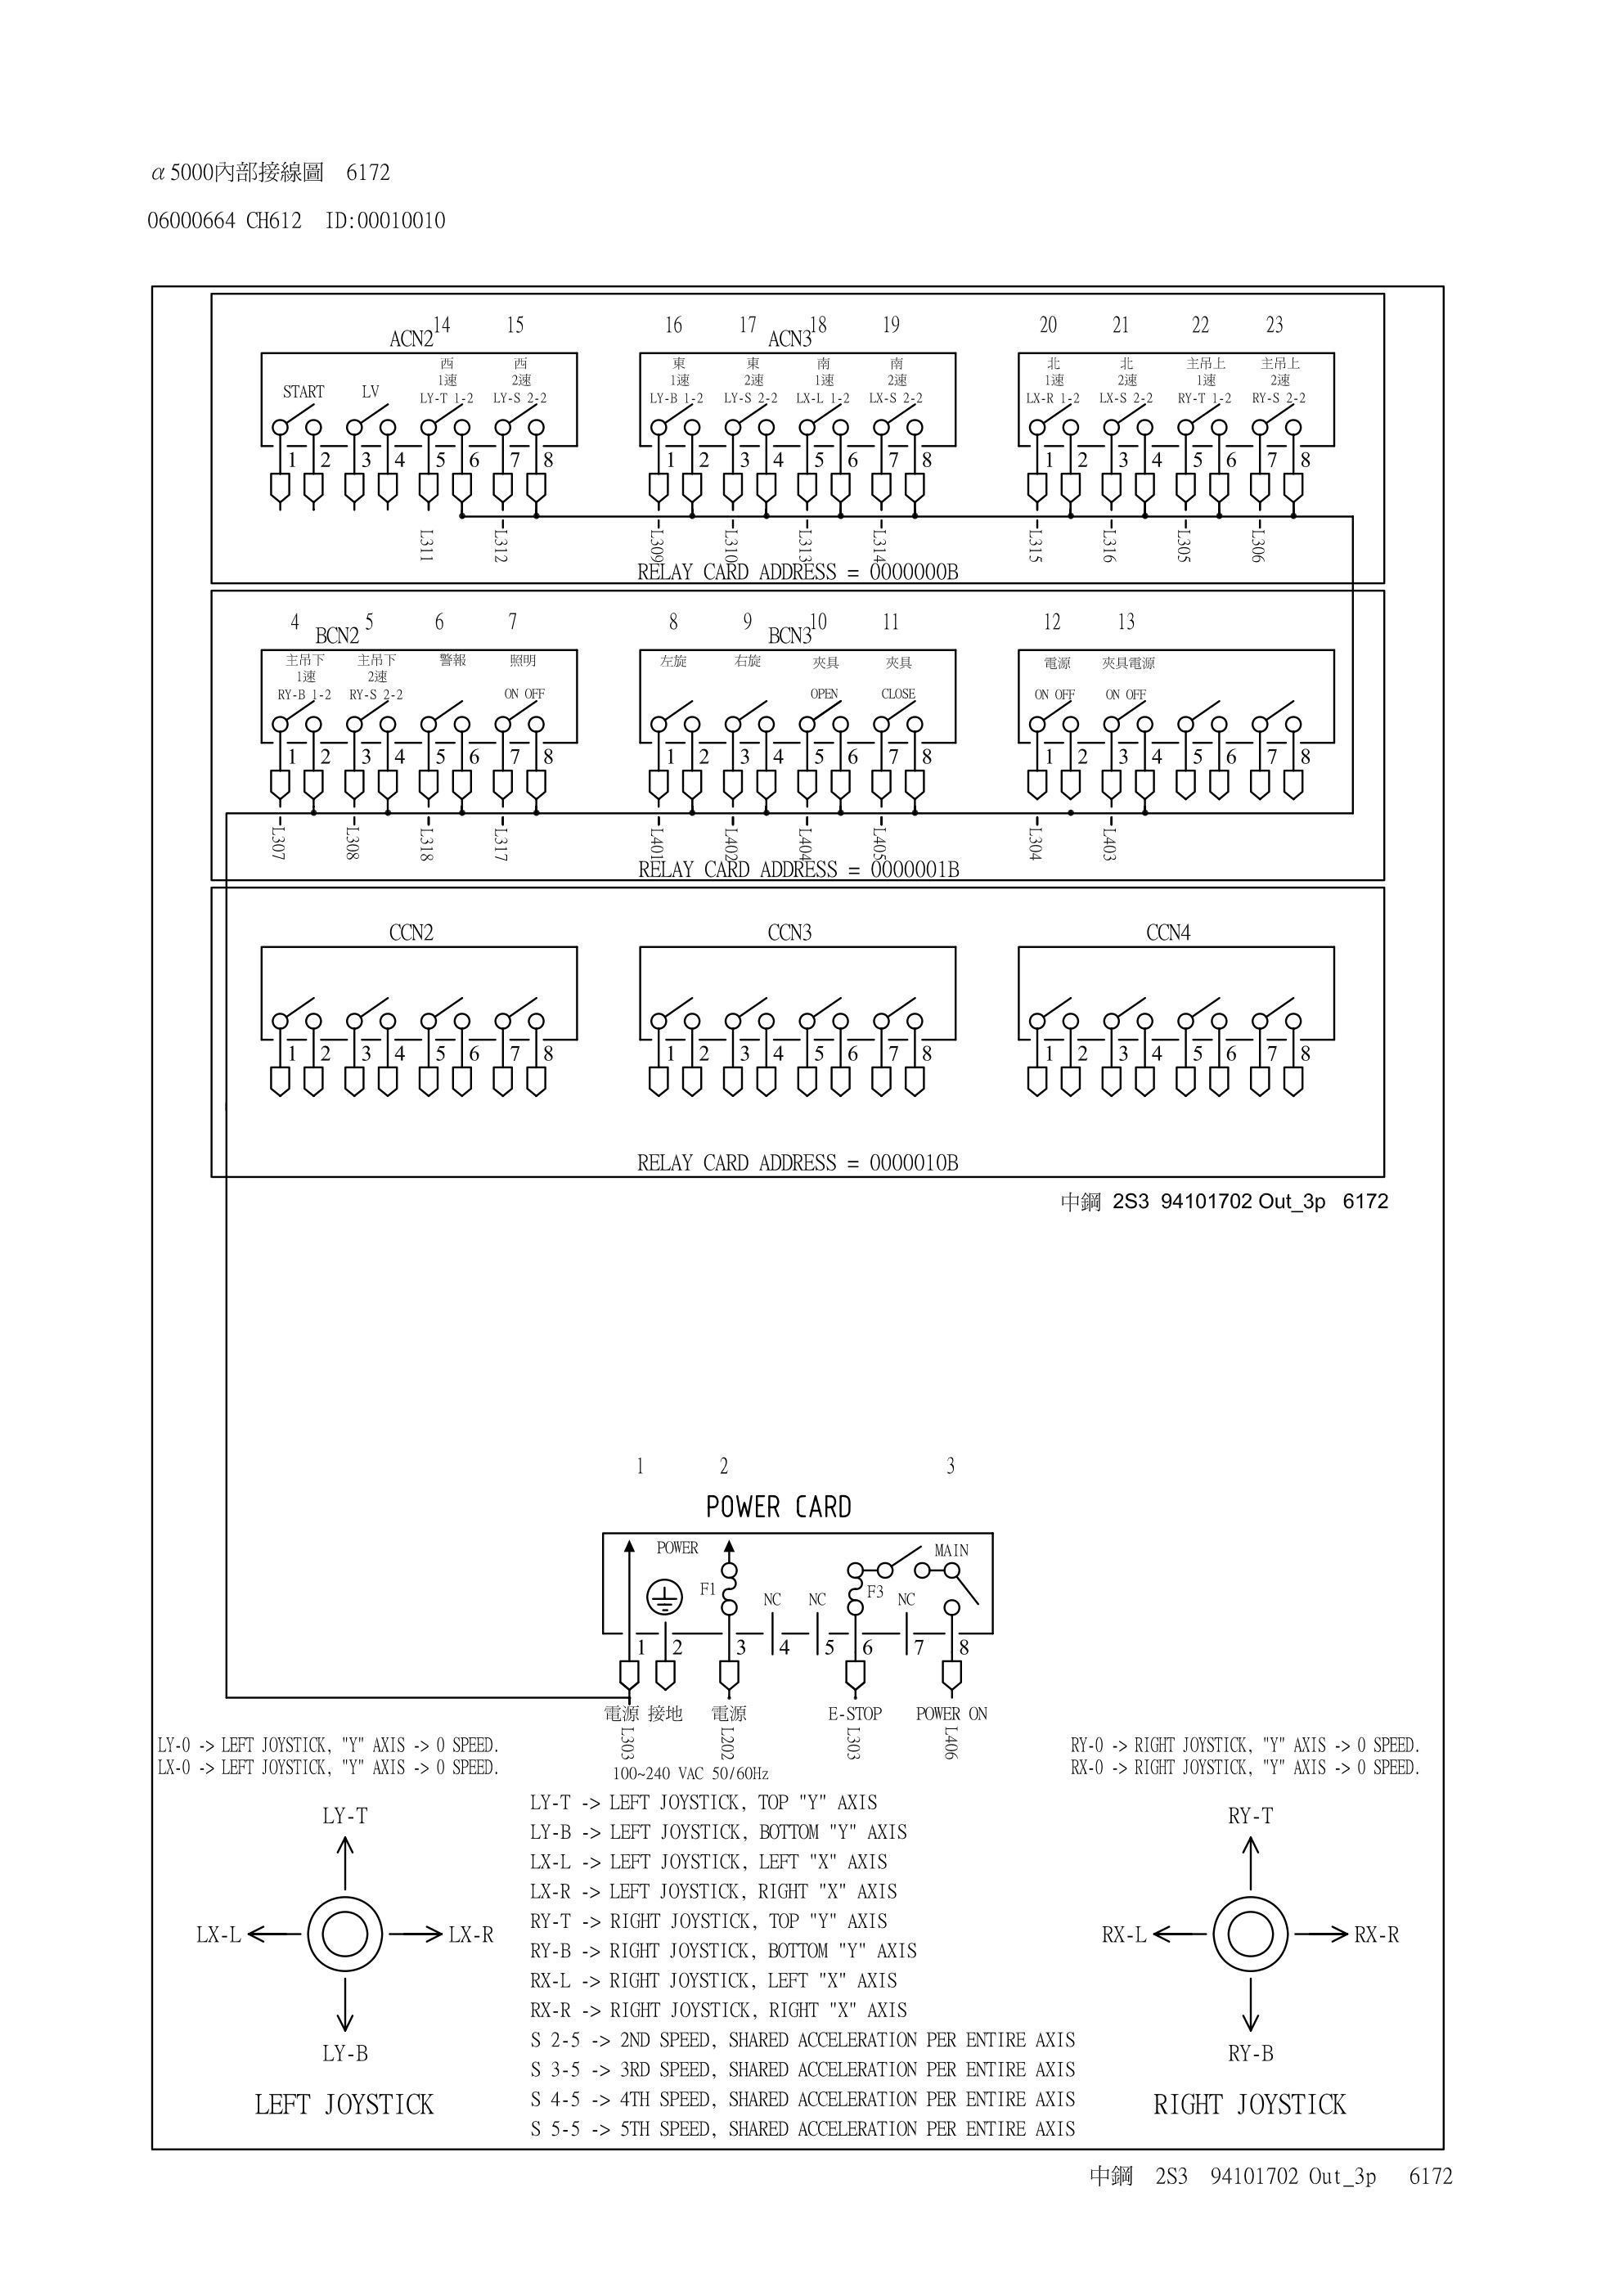 α5000內部接線圖 6172
06000664 CH612 ID:00010010
14 15 16 17 18 19 20 21 22 23
ACN2 ACN3
西 西 東 東 南 南 北 北 主吊上 主吊上
1速 2速 1速 2速 1速 2速 1速 2速 1速 2速
START LV LY-T 1-2 LY-S 2-2 LY-B 1-2 LY-S 2-2 LX-L 1-2 LX-S 2-2 LX-R 1-2 LX-S 2-2 RY-T 1-2 RY-S 2-2
1 2 3 4 5 6 7 8 1 2 3 4 5 6 7 8 1 2 3 4 5 6 7 8
L311 L312 L309 L310 L313 L314 L315 L316 L305 L306
RELAY CARD ADDRESS = 0000000B
4 5 6 7 8 9 10 11 12 13
BCN2 BCN3
主吊下 主吊下 警報 照明 左旋 右旋 夾具 夾具 電源 夾具電源
1速 2速
RY-B 1-2 RY-S 2-2 ON OFF OPEN CLOSE ON OFF ON OFF
1 2 3 4 5 6 7 8 1 2 3 4 5 6 7 8 1 2 3 4 5 6 7 8
L307 L308 L318 L317 L401 L402 L404 L405 L304 L403
RELAY CARD ADDRESS = 0000001B
CCN2 CCN3 CCN4
1 2 3 4 5 6 7 8 1 2 3 4 5 6 7 8 1 2 3 4 5 6 7 8
RELAY CARD ADDRESS = 0000010B
中鋼 2S3 94101702 Out_3p 6172
1 2 3
POWER CARD
POWER MAIN
F1 NC NC F3 NC
1 2 3 4 5 6 7 8
電源 接地 電源 E-STOP POWER ON
L303 L202 L303 L406
100~240 VAC 50/60Hz
LY-0 -> LEFT JOYSTICK, "Y" AXIS -> 0 SPEED.
LX-0 -> LEFT JOYSTICK, "Y" AXIS -> 0 SPEED.
RY-0 -> RIGHT JOYSTICK, "Y" AXIS -> 0 SPEED.
RX-0 -> RIGHT JOYSTICK, "Y" AXIS -> 0 SPEED.
LY-T
LX-L LX-R
LY-B
LEFT JOYSTICK
LY-T -> LEFT JOYSTICK, TOP "Y" AXIS
LY-B -> LEFT JOYSTICK, BOTTOM "Y" AXIS
LX-L -> LEFT JOYSTICK, LEFT "X" AXIS
LX-R -> LEFT JOYSTICK, RIGHT "X" AXIS
RY-T -> RIGHT JOYSTICK, TOP "Y" AXIS
RY-B -> RIGHT JOYSTICK, BOTTOM "Y" AXIS
RX-L -> RIGHT JOYSTICK, LEFT "X" AXIS
RX-R -> RIGHT JOYSTICK, RIGHT "X" AXIS
S 2-5 -> 2ND SPEED, SHARED ACCELERATION PER ENTIRE AXIS
S 3-5 -> 3RD SPEED, SHARED ACCELERATION PER ENTIRE AXIS
S 4-5 -> 4TH SPEED, SHARED ACCELERATION PER ENTIRE AXIS
S 5-5 -> 5TH SPEED, SHARED ACCELERATION PER ENTIRE AXIS
RY-T
RX-L RX-R
RY-B
RIGHT JOYSTICK
中鋼 2S3 94101702 Out_3p 6172